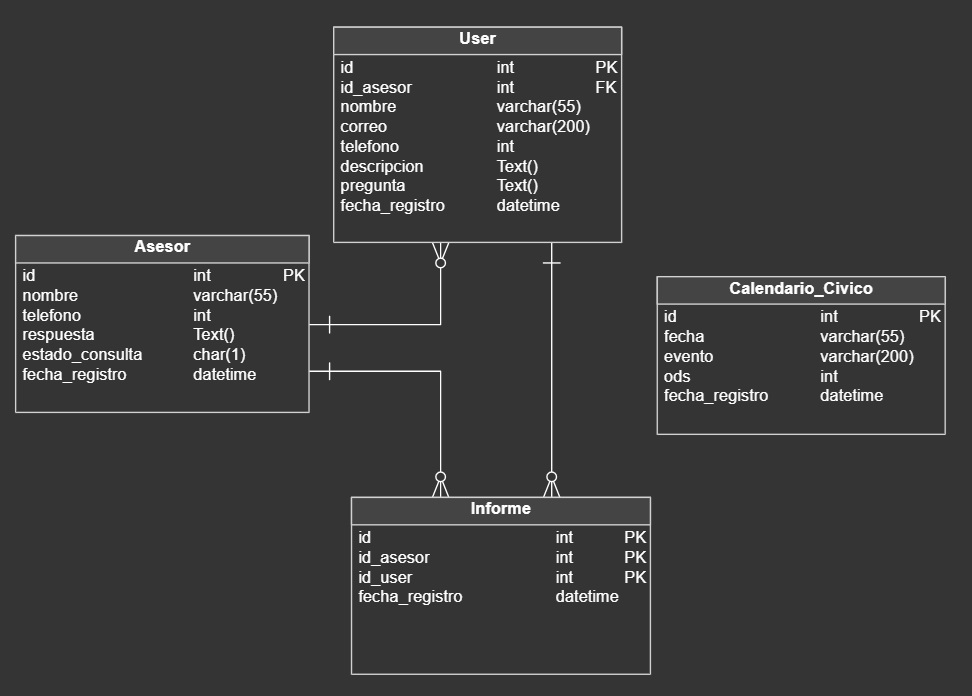 User
id int PK
id_asesor int FK
nombre varchar(55)
correo varchar(200)
telefono int
descripcion Text()
pregunta Text()
fecha_registro datetime
Asesor
id int PK
nombre varchar(55)
telefono int
respuesta Text()
estado_consulta char(1)
fecha_registro datetime
Calendario_Civico
id int PK
fecha varchar(55)
evento varchar(200)
ods int
fecha_registro datetime
Informe
id int PK
id_asesor int PK
id_user int PK
fecha_registro datetime